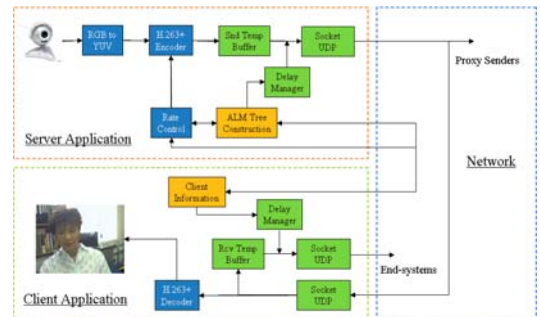 RGB to
YUV
H.263+
Encoder
Snd Temp
Buffer
Socket
UDP
Delay
Manager
Proxy Senders
Rate
Control
ALM Tree
Construction
Server Application
Network
Client
Information
Delay
Manager
Rcv Temp
Buffer
Socket
UDP
End-systems
H.263+
Decoder
Socket
UDP
Client Application